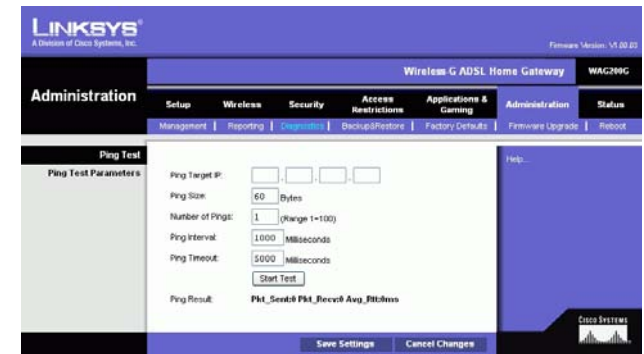 LINKSYS®
A Division of Cisco Systems, Inc.
Firmware Version: V1.00.03
Wireless-G ADSL Home Gateway WAG200G
Administration
Setup Wireless Security Access Restrictions Applications & Gaming Administration Status
Management | Reporting | Diagnostics | Backup&Restore | Factory Defaults | Firmware Upgrade | Reboot
Ping Test
Ping Test Parameters
Help...
Ping Target IP: . . .
Ping Size: 60 Bytes
Number of Pings: 1 (Range 1~100)
Ping Interval: 1000 Milliseconds
Ping Timeout: 5000 Milliseconds
Start Test
Ping Result: Pkt_Sent:0 Pkt_Recv:0 Avg_Rtt:0ms
Save Settings Cancel Changes
CISCO SYSTEMS